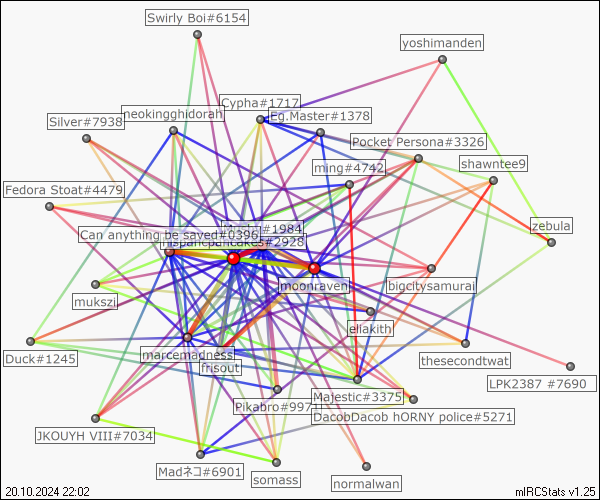 Swirly Boi#6154
yoshimanden
Cypha#1717
neokingghidorah
Eg.Master#1378
Silver#7938
Pocket Persona#3326
ming#4742
shawntee9
Fedora Stoat#4479
zebula
#1984
Can anything be sayed#0396
#2928
moonraven
bigcitysamurai
mukszi
eliakith
Duck#1245
marcemadness
frisout
thesecondtwat
LPK2387 #7690
Majestic#3375
Pikabro#9971
DacobDacob hORNY police#5271
JKOUYH VIII#7034
Madネコ#6901
somass
normalwan
20.10.2024 22:02
mIRCStats v1.25